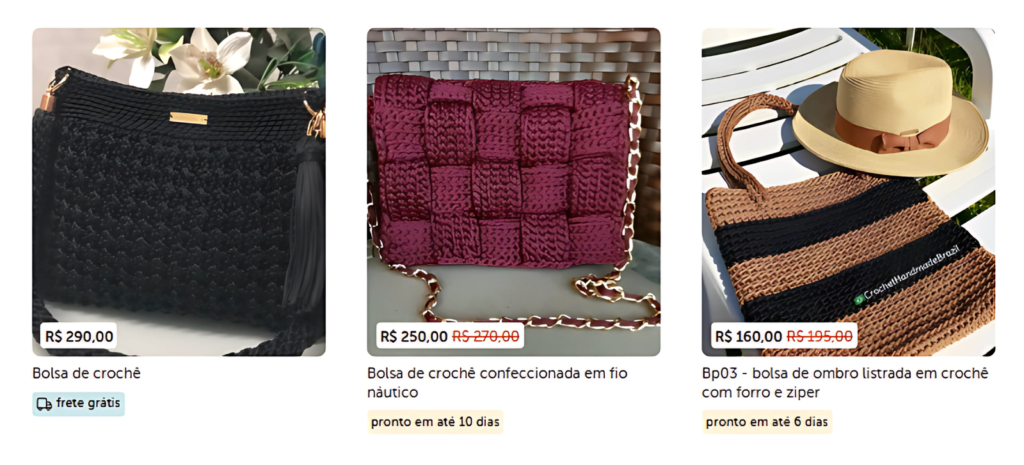 R$ 290,00
Bolsa de crochê
frete grátis
R$ 250,00 R$ 270,00
Bolsa de crochê confeccionada em fio
náutico
pronto em até 10 dias
CrochetHandmadeBrazil
R$ 160,00 R$ 195,00
Bp03 - bolsa de ombro listrada em crochê
com forro e ziper
pronto em até 6 dias